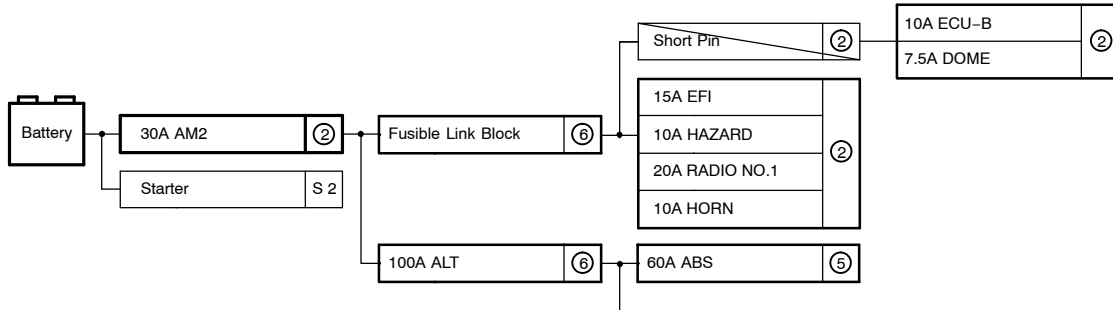 Short Pin ②
10A ECU−B
7.5A DOME
②
Battery
30A AM2 ②
Fusible Link Block ⑥
15A EFI
10A HAZARD
20A RADIO NO.1
10A HORN
②
Starter S 2
100A ALT ⑥
60A ABS ⑤